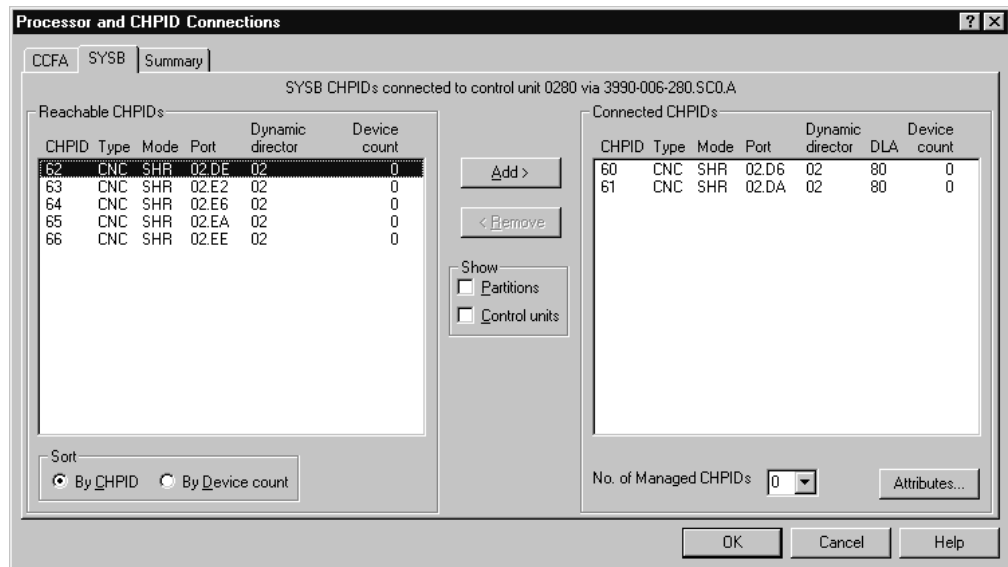 Processor and CHPID Connections
CCFA SYSB Summary
SYSB CHPIDs connected to control unit 0280 via 3990-006-280.SC0.A
Reachable CHPIDs
Dynamic Device
CHPID Type Mode Port director count
62 CNC SHR 02.DE 02 0
63 CNC SHR 02.E2 02 0
64 CNC SHR 02.E6 02 0
65 CNC SHR 02.EA 02 0
66 CNC SHR 02.EE 02 0
Sort
By CHPID By Device count
Add >
< Remove
Show
Partitions
Control units
Connected CHPIDs
Dynamic Device
CHPID Type Mode Port director DLA count
60 CNC SHR 02.D6 02 80 0
61 CNC SHR 02.DA 02 80 0
No. of Managed CHPIDs 0
Attributes...
OK Cancel Help